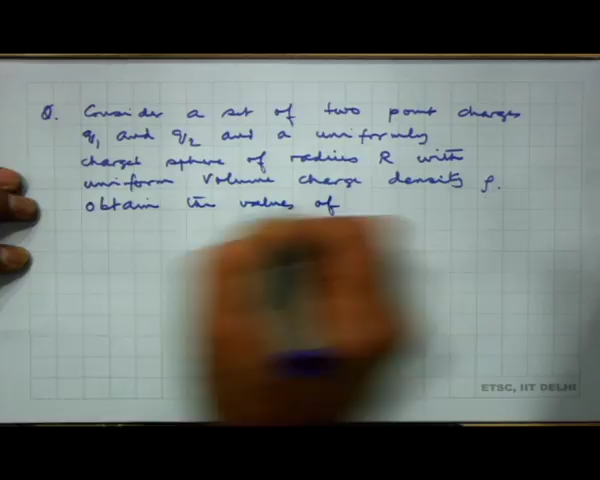 Q. Consider a set of two point charges
q1 and q2 and a uniformly
charged sphere of radius R with
uniform volume charge density ρ.
obtain the values of
ETSC, IIT DELHI